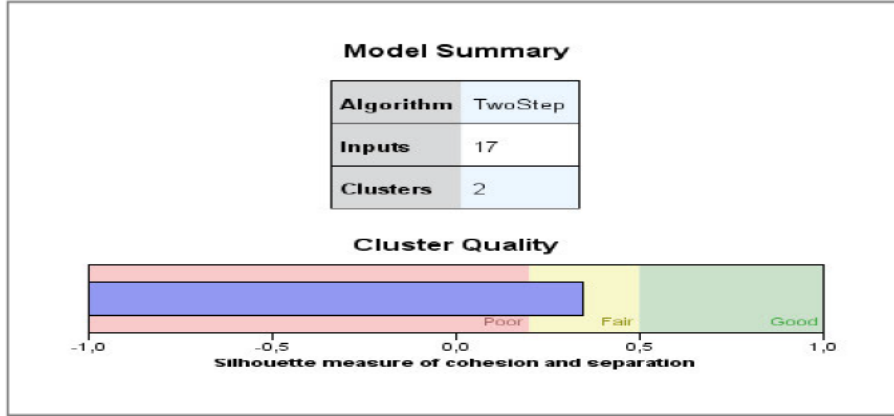 Model Summary
Algorithm TwoStep
Inputs 17
Clusters 2
Cluster Quality
Poor Fair Good
-1,0 -0,5 0,0 0,5 1,0
Silhouette measure of cohesion and separation